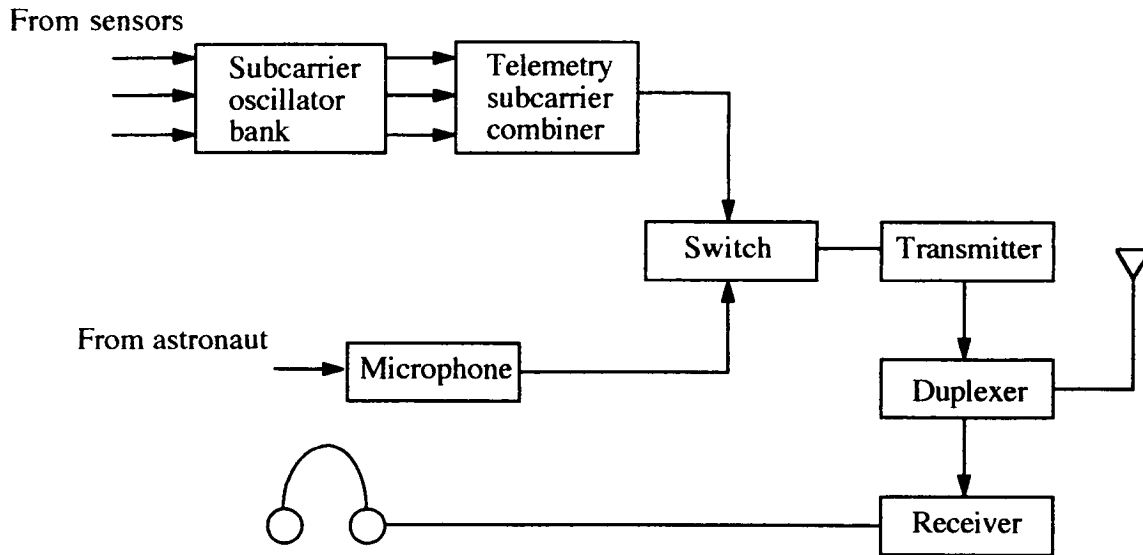 From sensors
Subcarrier
oscillator
bank
Telemetry
subcarrier
combiner
Switch
Transmitter
From astronaut
Microphone
Duplexer
Receiver